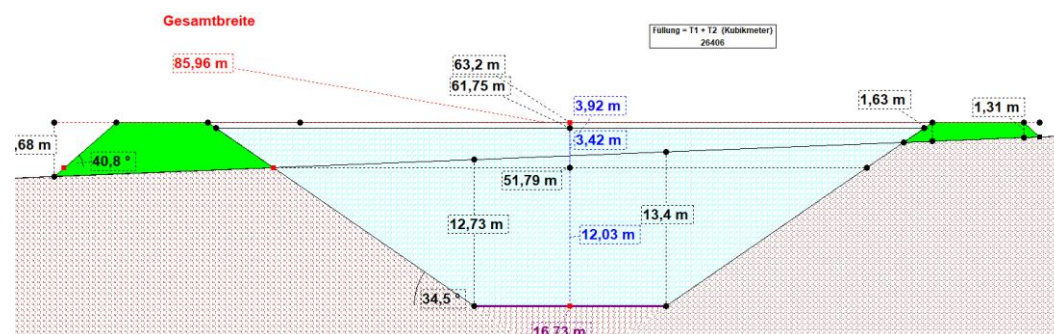 Gesamtbreite
Füllung = T1 + T2 (Kubikmeter)
26406
85,96 m
63,2 m
61,75 m
3,92 m
3,42 m
1,63 m
1,31 m
,68 m
40,8 °
51,79 m
12,73 m
13,4 m
12,03 m
34,5 °
16,73 m